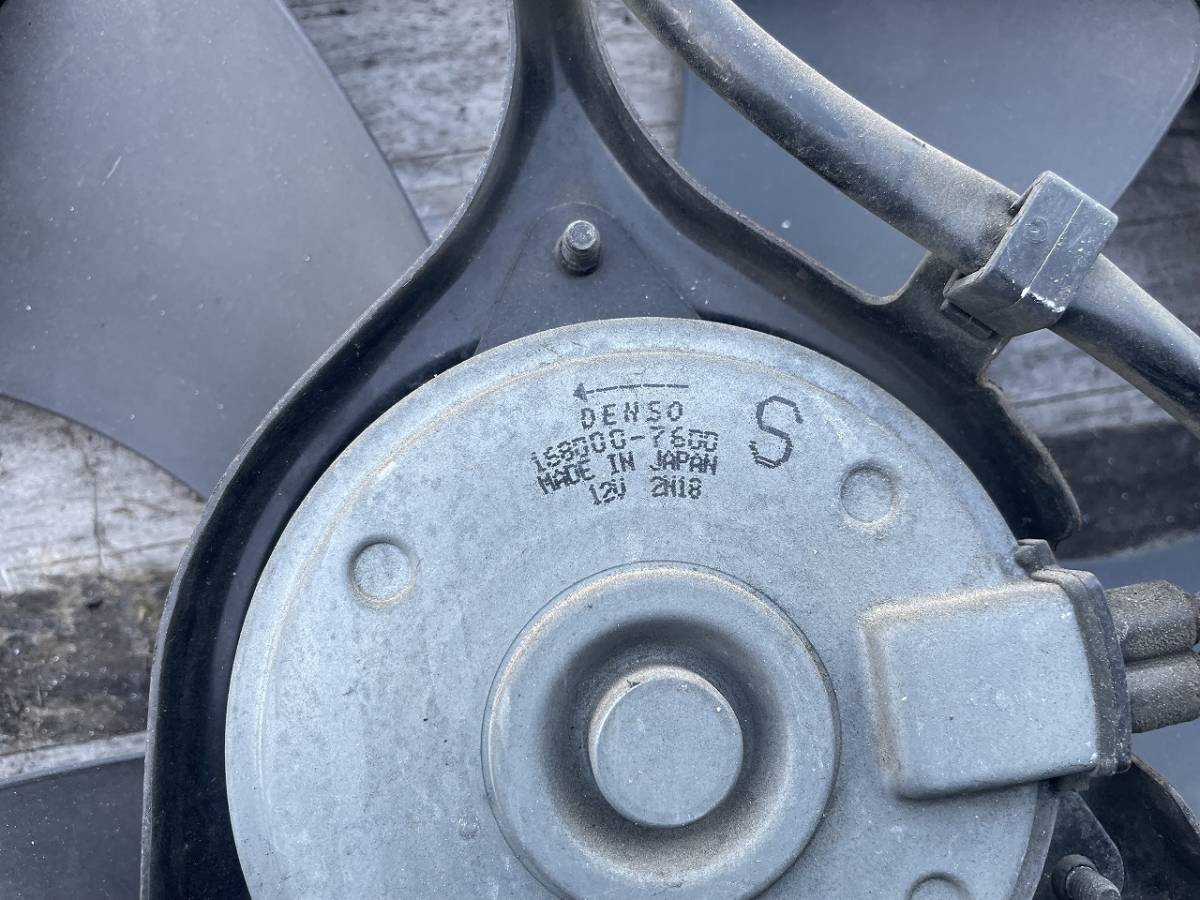 DENSO
168000-7600
MADE IN JAPAN
12V 2N18
S